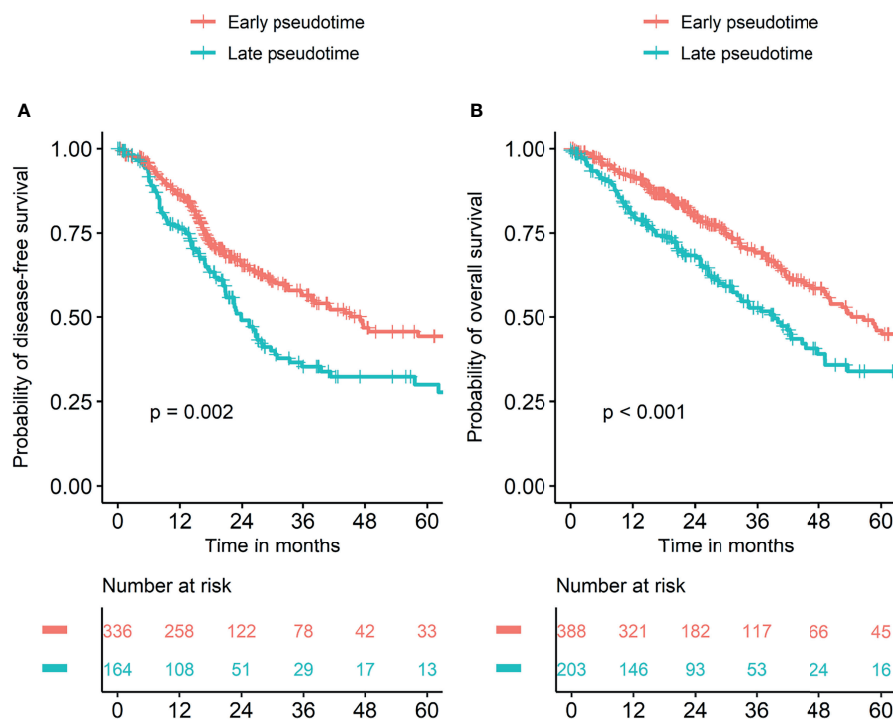 Early pseudotime
Late pseudotime
Early pseudotime
Late pseudotime
A
B
Probability of disease-free survival
1.00
0.75
0.50
0.25
0.00
p = 0.002
0 12 24 36 48 60
Time in months
Probability of overall survival
1.00
0.75
0.50
0.25
0.00
p < 0.001
0 12 24 36 48 60
Time in months
Number at risk
336 258 122 78 42 33
164 108 51 29 17 13
0 12 24 36 48 60
Number at risk
388 321 182 117 66 45
203 146 93 53 24 16
0 12 24 36 48 60